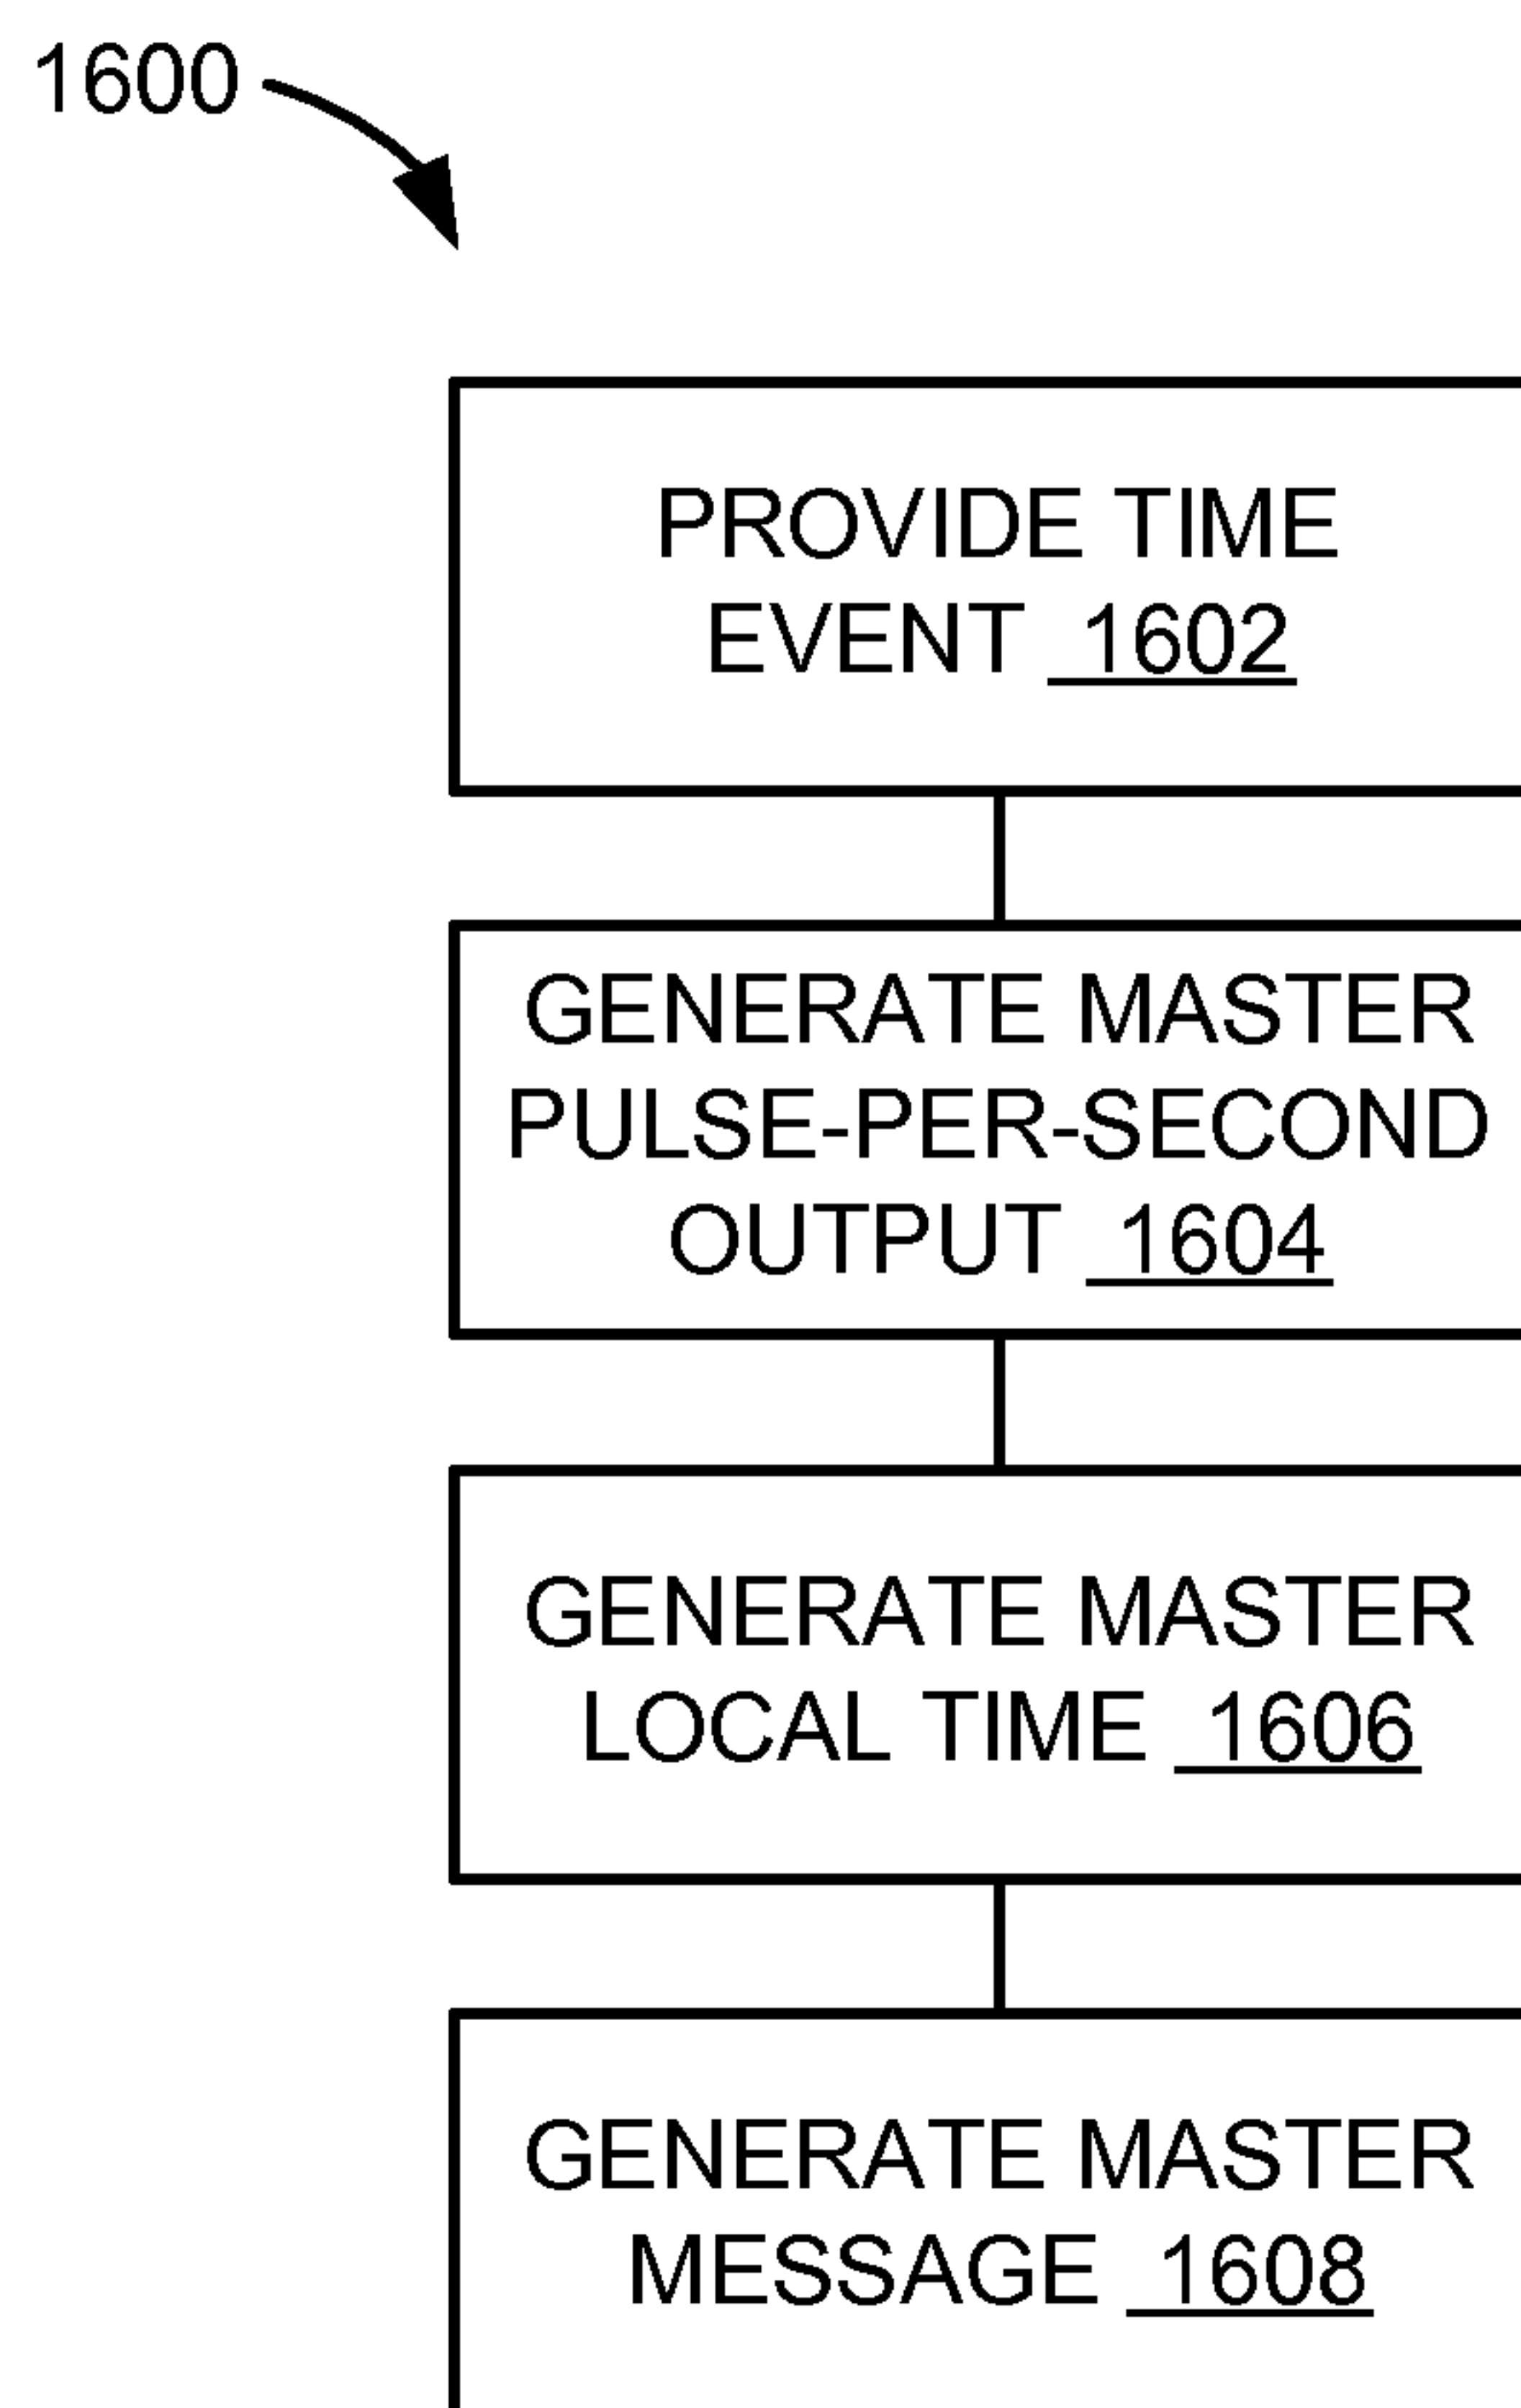 1600
PROVIDE TIME
EVENT 1602
GENERATE MASTER
PULSE-PER-SECOND
OUTPUT 1604
GENERATE MASTER
LOCAL TIME 1606
GENERATE MASTER
MESSAGE 1608